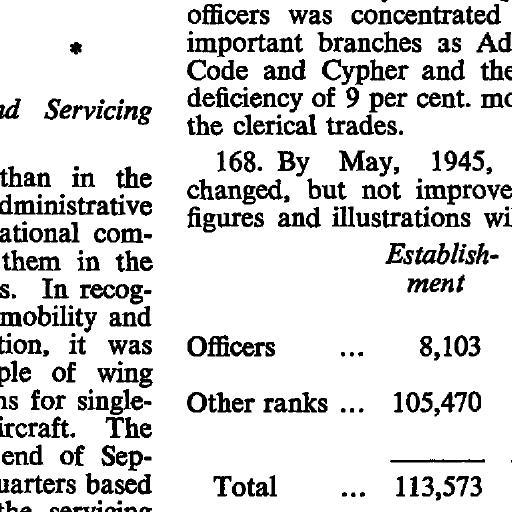 *
nd Servicing
than in the
dministrative
ational com-
them in the
s. In recog-
mobility and
tion, it was
ple of wing
ns for single-
ircraft. The
end of Sep-
uarters based
the servicing
officers was concentrated
important branches as Ad
Code and Cypher and the
deficiency of 9 per cent. mo
the clerical trades.
168. By May, 1945,
changed, but not improve
figures and illustrations wi
Establish-
ment
Officers ... 8,103
Other ranks ... 105,470
Total ... 113,573